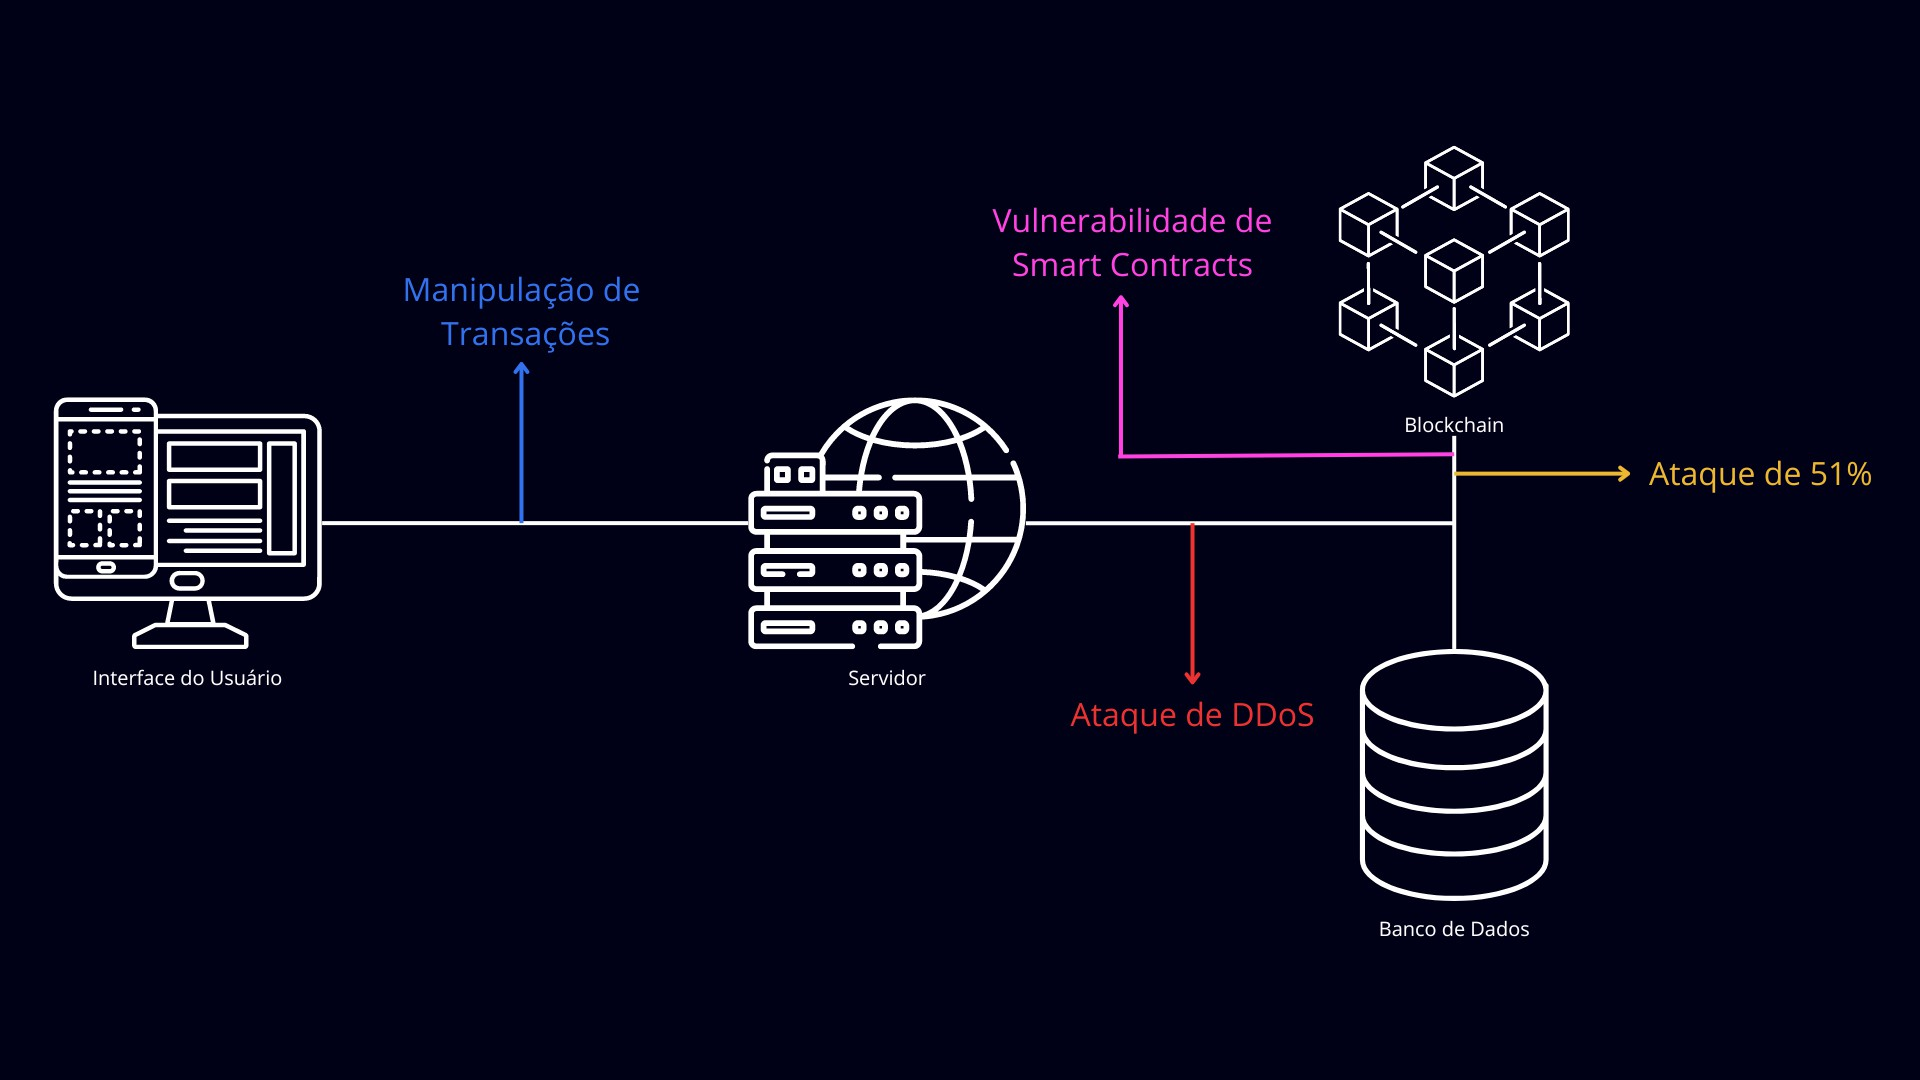 Vulnerabilidade de
Smart Contracts
Manipulação de
Transações
Blockchain
Ataque de 51%
Interface do Usuário
Servidor
Ataque de DDoS
Banco de Dados